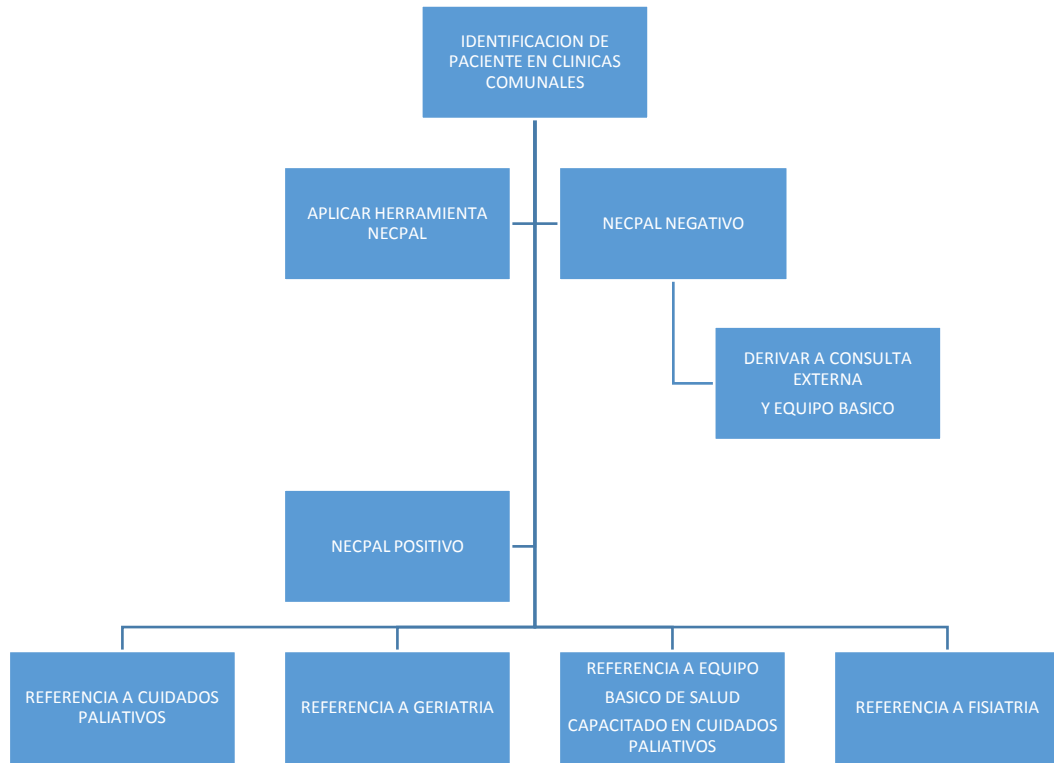 IDENTIFICACION DE
PACIENTE EN CLINICAS
COMUNALES
APLICAR HERRAMIENTA
NECPAL
NECPAL NEGATIVO
DERIVAR A CONSULTA
EXTERNA
Y EQUIPO BASICO
NECPAL POSITIVO
REFERENCIA A CUIDADOS
PALIATIVOS
REFERENCIA A GERIATRIA
REFERENCIA A EQUIPO
BASICO DE SALUD
CAPACITADO EN CUIDADOS
PALIATIVOS
REFERENCIA A FISIATRIA